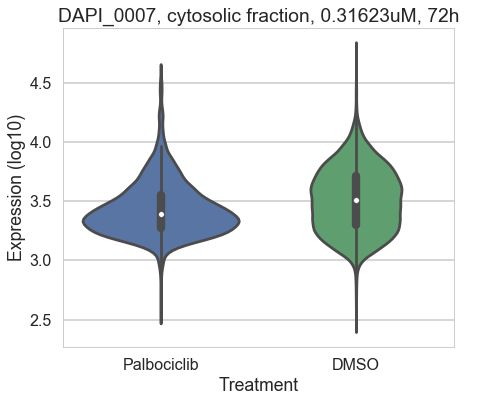 DAPI_0007, cytosolic fraction, 0.31623uM, 72h
Expression (log10)
4.5
4.0
3.5
3.0
2.5
Palbociclib DMSO
Treatment